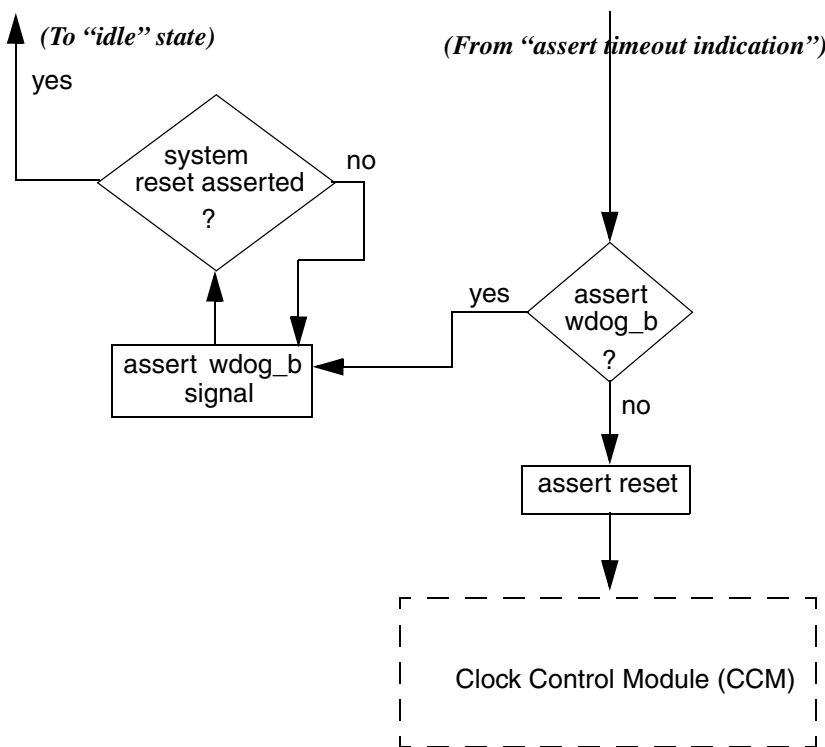 (To “idle” state)
(From “assert timeout indication”)
yes
system
reset asserted
?
no
yes
assert
wdog_b
?
assert wdog_b
signal
no
assert reset
Clock Control Module (CCM)